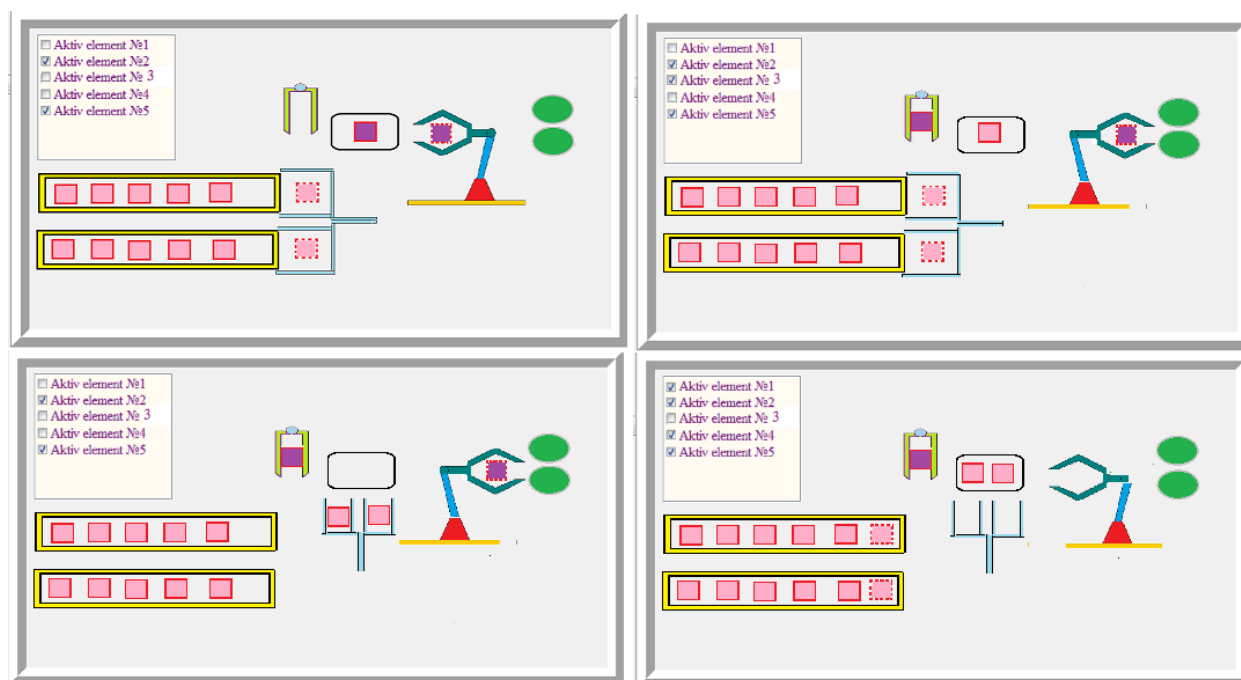 Aktiv element №1
Aktiv element №2
Aktiv element № 3
Aktiv element №4
Aktiv element №5
Aktiv element №1
Aktiv element №2
Aktiv element № 3
Aktiv element №4
Aktiv element №5
Aktiv element №1
Aktiv element №2
Aktiv element № 3
Aktiv element №4
Aktiv element №5
Aktiv element №1
Aktiv element №2
Aktiv element № 3
Aktiv element №4
Aktiv element №5